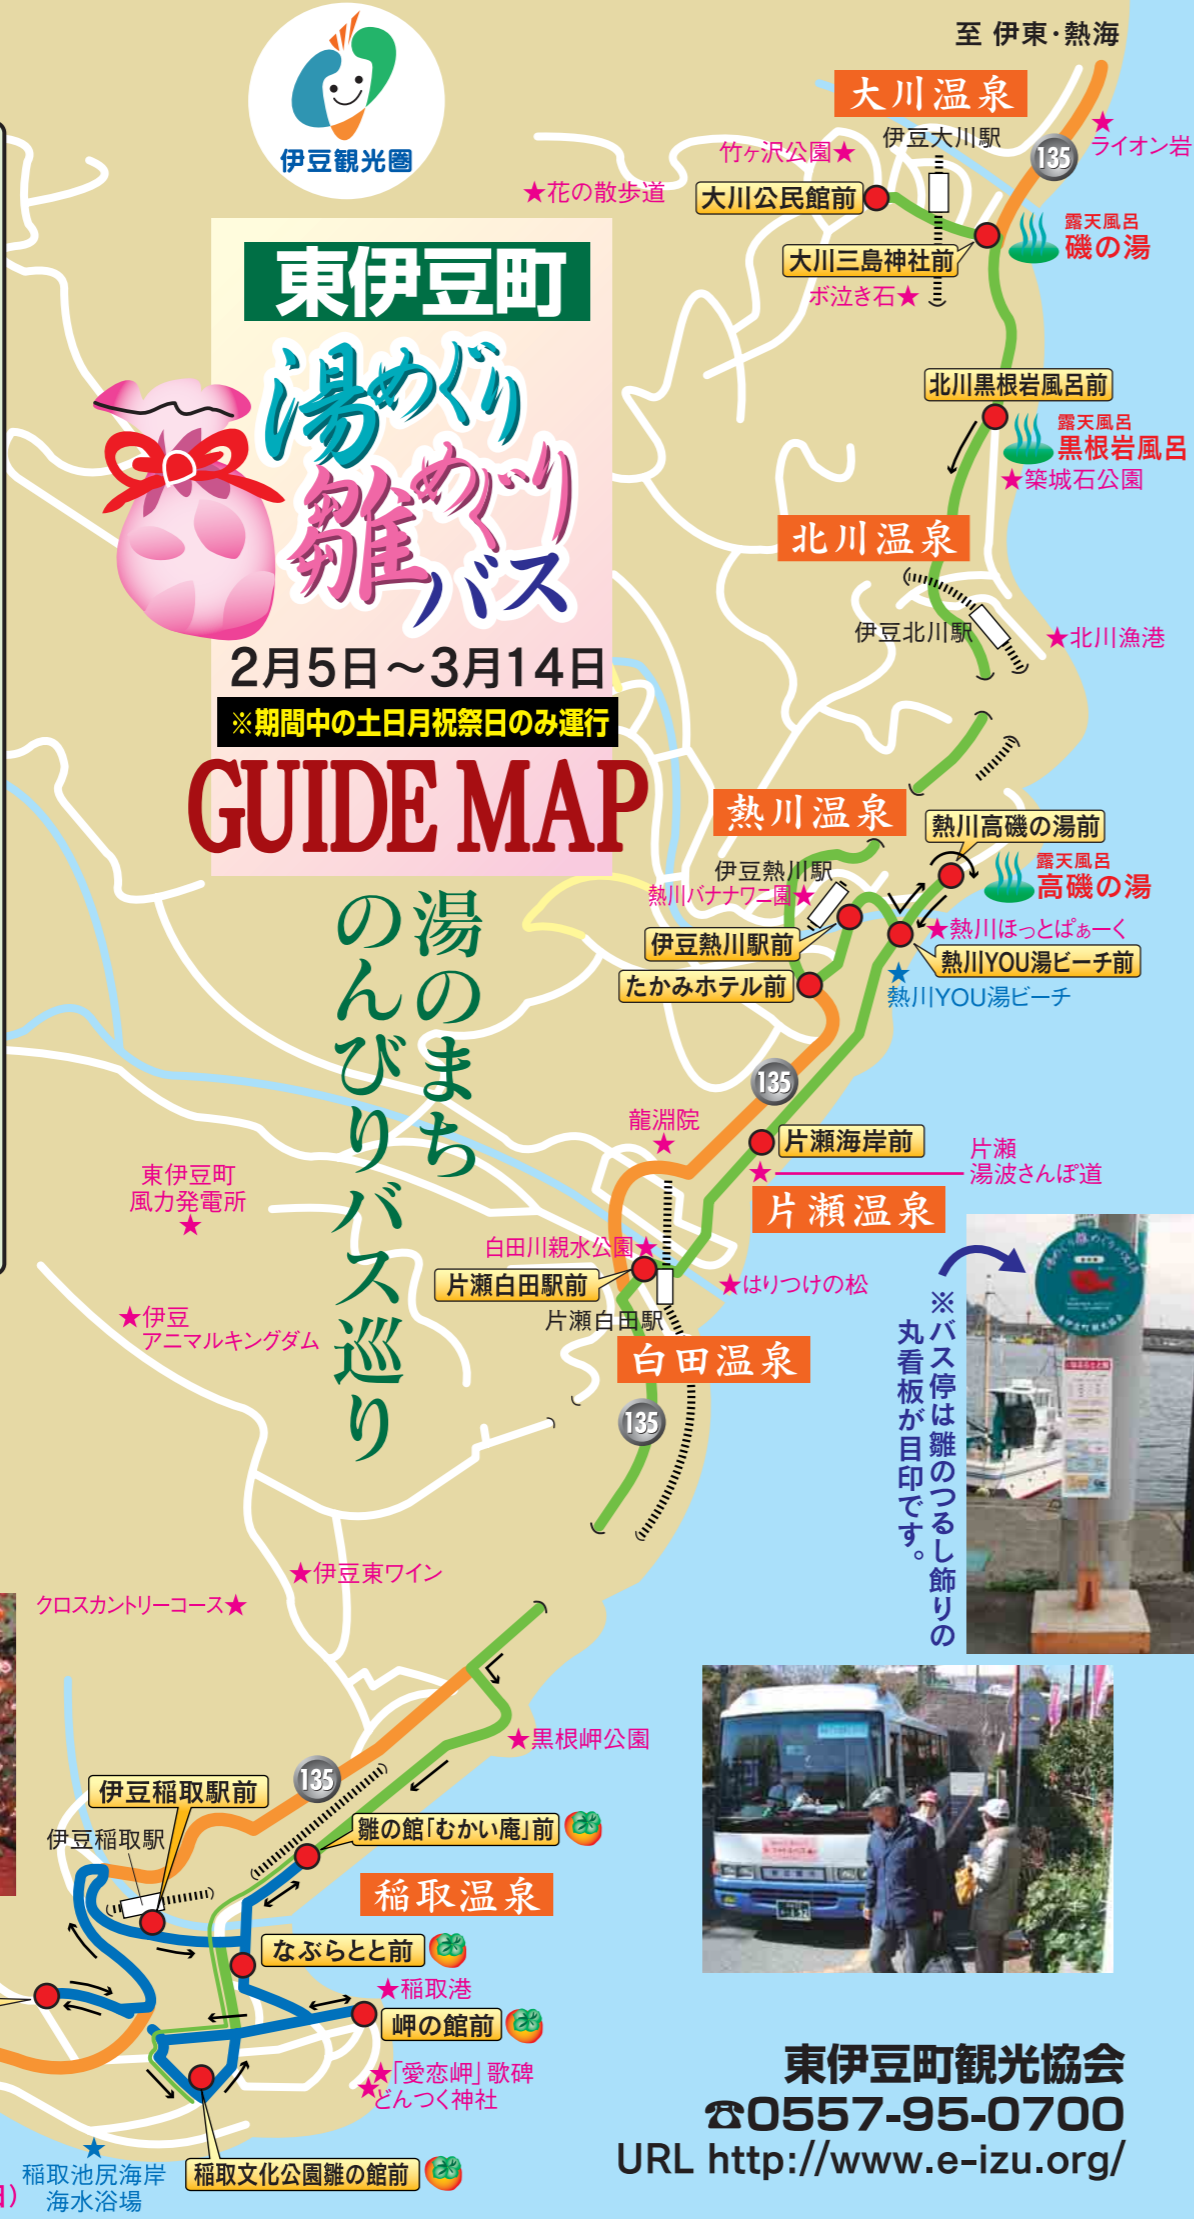 伊豆観光圏
東伊豆町
湯めぐり
雛めぐり
バス
2月5日～3月14日
※期間中の土日月祝祭日のみ運行
GUIDE MAP
湯のまち
のんびりバス巡り
至 伊東・熱海
大川温泉
伊豆大川駅
135
★
ライオン岩
竹ヶ沢公園★
★花の散歩道
大川公民館前
露天風呂
磯の湯
大川三島神社前
ボ泣き石★
北川黒根岩風呂前
露天風呂
黒根岩風呂
★築城石公園
北川温泉
伊豆北川駅
★北川漁港
熱川温泉
熱川高磯の湯前
露天風呂
高磯の湯
伊豆熱川駅
熱川バナナワニ園★
★熱川ほっとぱぁーく
伊豆熱川駅前
熱川YOU湯ビーチ前
たかみホテル前
★
熱川YOU湯ビーチ
135
龍淵院
★
片瀬海岸前
★
片瀬
湯波さんぽ道
片瀬温泉
東伊豆町
風力発電所
★
白田川親水公園★
片瀬白田駅前
★はりつけの松
片瀬白田駅
★伊豆
アニマルキングダム
白田温泉
135
※バス停は雛のつるし飾りの
丸看板が目印です。
★伊豆東ワイン
クロスカントリーコース★
★黒根岬公園
135
伊豆稲取駅前
伊豆稲取駅
雛の館「むかい庵」前
稲取温泉
なぶらとと前
★稲取港
岬の館前
★「愛恋岬」歌碑
★どんつく神社
稲取文化公園雛の館前
★
稲取池尻海岸
海水浴場
東伊豆町観光協会
☎0557-95-0700
URL http://www.e-izu.org/